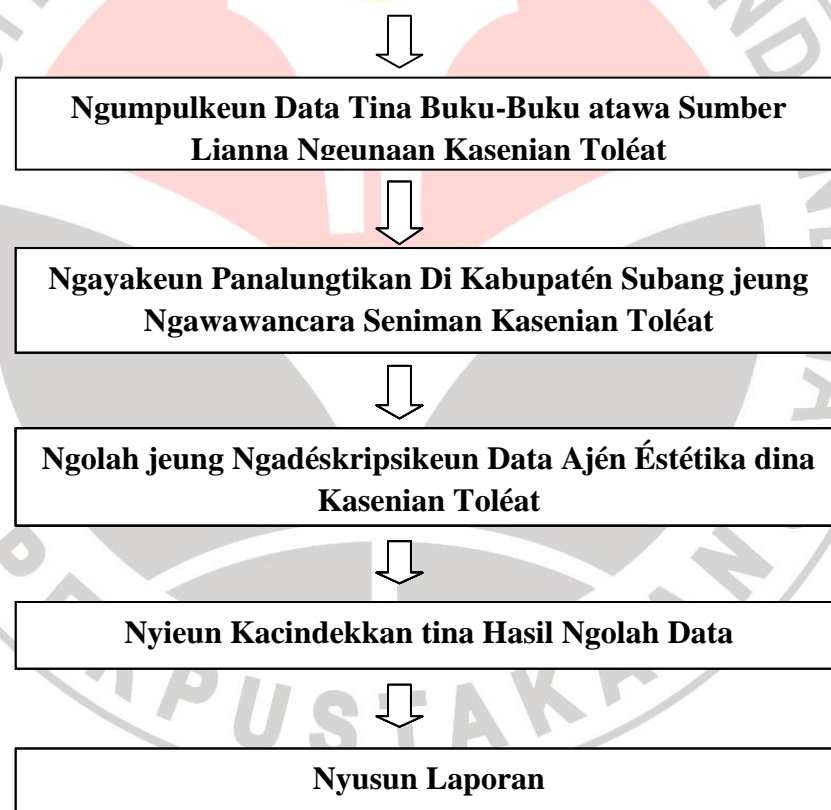 Ngumpulkeun Data Tina Buku-Buku atawa Sumber
Lianna Ngeunaan Kasenian Toléat
Ngayakeun Panalungtikan Di Kabupatén Subang jeung
Ngawawancara Seniman Kasenian Toléat
Ngolah jeung Ngadéskripsikeun Data Ajén Éstétika dina
Kasenian Toléat
Nyieun Kacindekkan tina Hasil Ngolah Data
Nyusun Laporan
PERPUSTAKAAN